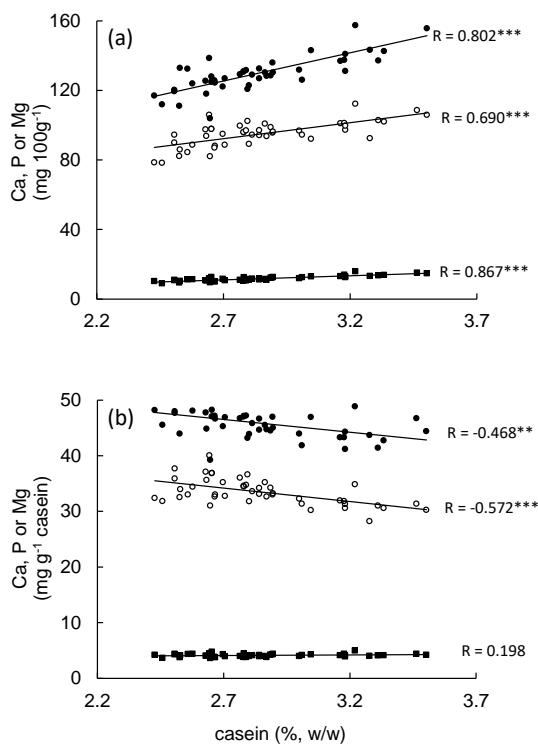 (a)
Ca, P or Mg
(mg 100g⁻¹)
160
120
80
40
0
R = 0.802***
R = 0.690***
R = 0.867***
2.2 2.7 3.2 3.7
(b)
Ca, P or Mg
(mg g⁻¹ casein)
50
40
30
20
10
0
R = -0.468**
R = -0.572***
R = 0.198
2.2 2.7 3.2 3.7
casein (%, w/w)